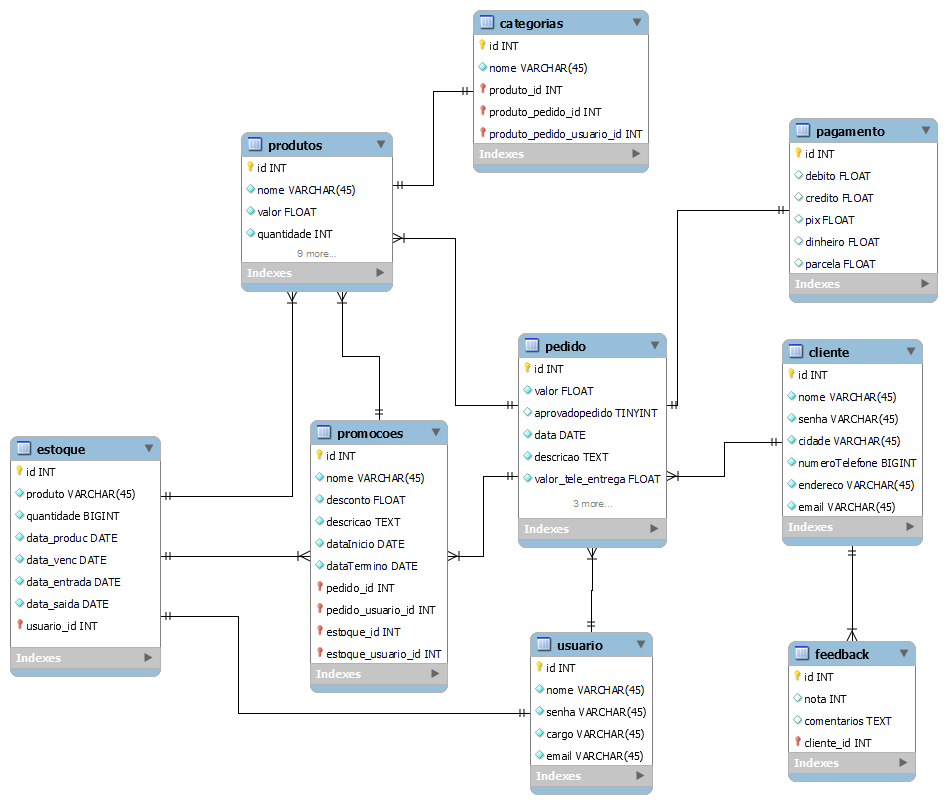 categorias
id INT
nome VARCHAR(45)
produto_id INT
produto_pedido_id INT
produto_pedido_usuario_id INT
Indexes
produtos
id INT
nome VARCHAR(45)
valor FLOAT
quantidade INT
9 more...
Indexes
pagamento
id INT
debito FLOAT
credito FLOAT
pix FLOAT
dinheiro FLOAT
parcela FLOAT
Indexes
pedido
id INT
valor FLOAT
aprovadopedido TINYINT
data DATE
descricao TEXT
valor_tele_entrega FLOAT
3 more...
Indexes
cliente
id INT
nome VARCHAR(45)
senha VARCHAR(45)
cidade VARCHAR(45)
numeroTelefone BIGINT
endereco VARCHAR(45)
email VARCHAR(45)
Indexes
estoque
id INT
produto VARCHAR(45)
quantidade BIGINT
data_produc DATE
data_venc DATE
data_entrada DATE
data_saida DATE
usuario_id INT
Indexes
promocoes
id INT
nome VARCHAR(45)
desconto FLOAT
descricao TEXT
dataInicio DATE
dataTermino DATE
pedido_id INT
pedido_usuario_id INT
estoque_id INT
estoque_usuario_id INT
Indexes
usuario
id INT
nome VARCHAR(45)
senha VARCHAR(45)
cargo VARCHAR(45)
email VARCHAR(45)
Indexes
feedback
id INT
nota INT
comentarios TEXT
cliente_id INT
Indexes